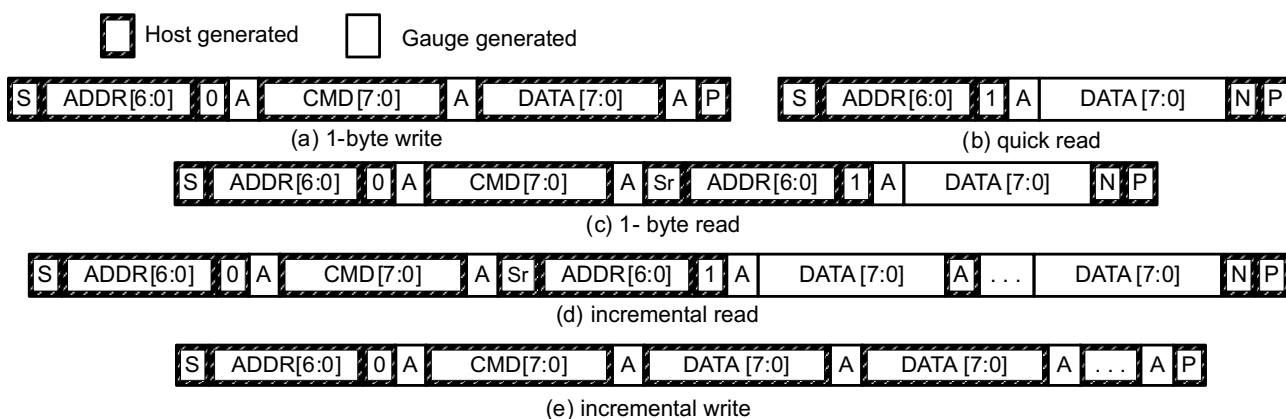 Host generated Gauge generated
S ADDR[6:0] 0 A CMD[7:0] A DATA[7:0] A P S ADDR[6:0] 1 A DATA[7:0] N P
(a) 1-byte write (b) quick read
S ADDR[6:0] 0 A CMD[7:0] A Sr ADDR[6:0] 1 A DATA[7:0] N P
(c) 1- byte read
S ADDR[6:0] 0 A CMD[7:0] A Sr ADDR[6:0] 1 A DATA[7:0] A . . . DATA[7:0] N P
(d) incremental read
S ADDR[6:0] 0 A CMD[7:0] A DATA[7:0] A DATA[7:0] A . . . A P
(e) incremental write